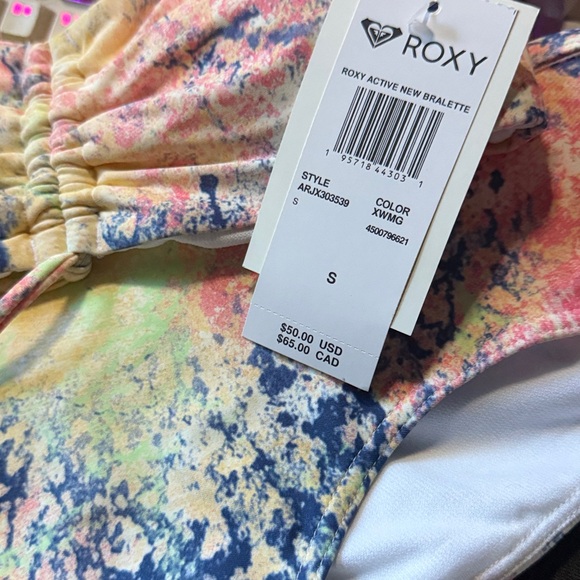 ROXY
ROXY ACTIVE NEW BRALETTE
1 95718 44303 1
STYLE
ARJX303539
S
COLOR
XWMG
4500796621
S
$50.00 USD
$65.00 CAD